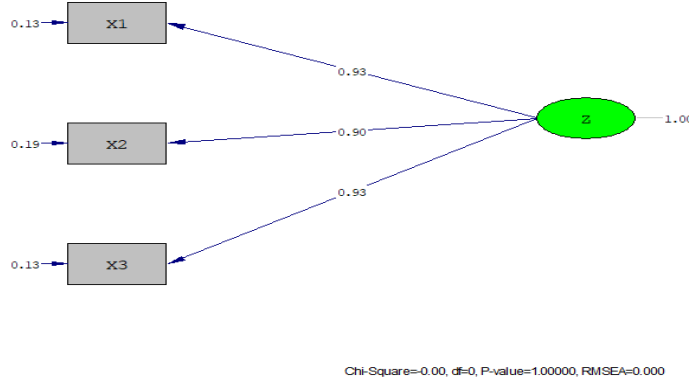 0.13
X1
0.93
0.19
X2
0.90
Z
1.00
0.93
0.13
X3
Chi-Square=-0.00, df=0, P-value=1.00000, RMSEA=0.000